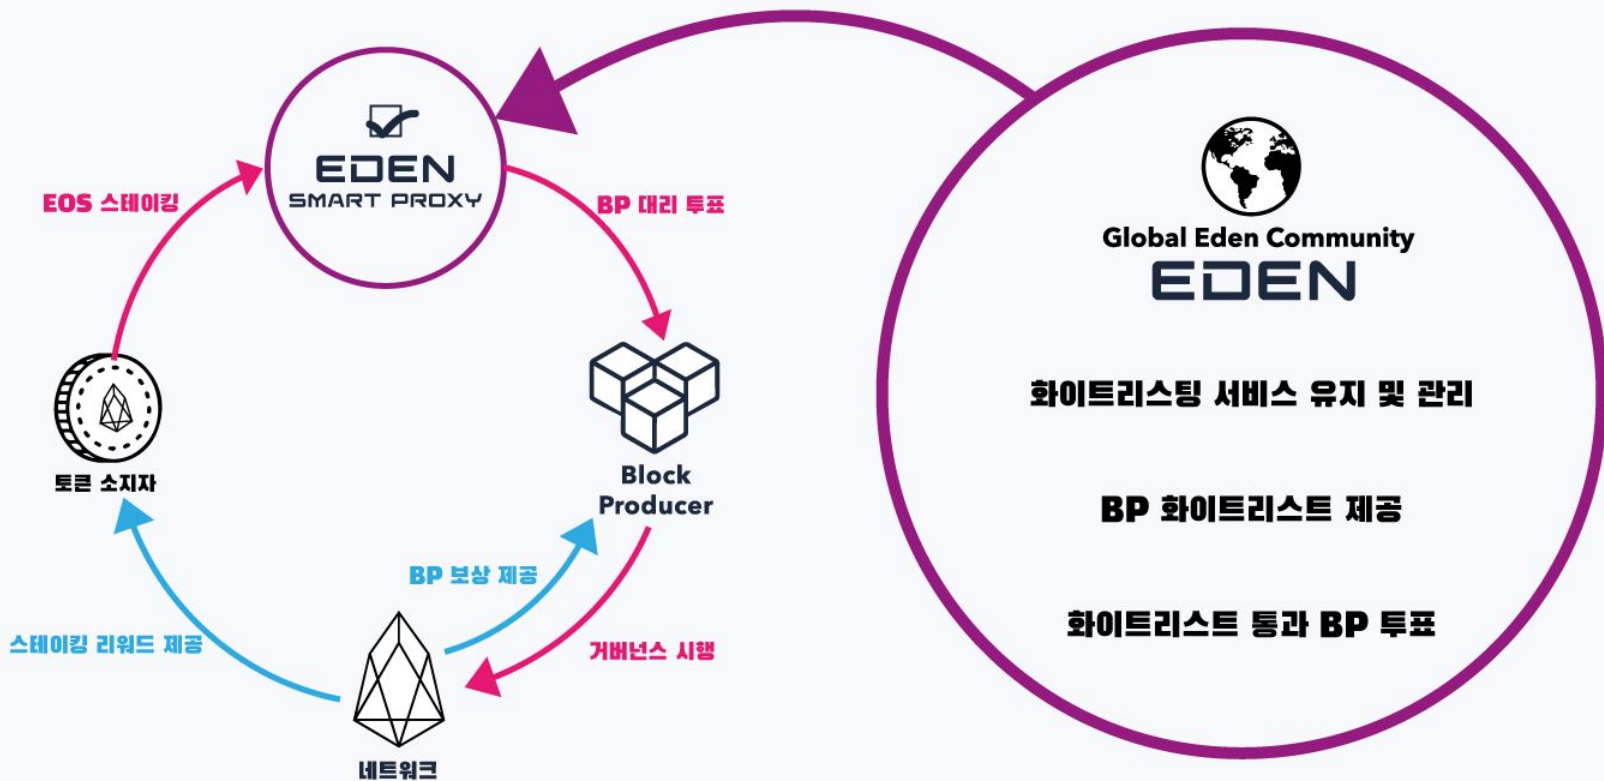 EDEN
SMART PROXY
EOS 스테이킹
BP 대리 투표
토큰 소지자
Block
Producer
BP 보상 제공
스테이킹 리워드 제공
거버넌스 시행
네트워크
Global Eden Community
EDEN
화이트리스팅 서비스 유지 및 관리
BP 화이트리스트 제공
화이트리스트 통과 BP 투표